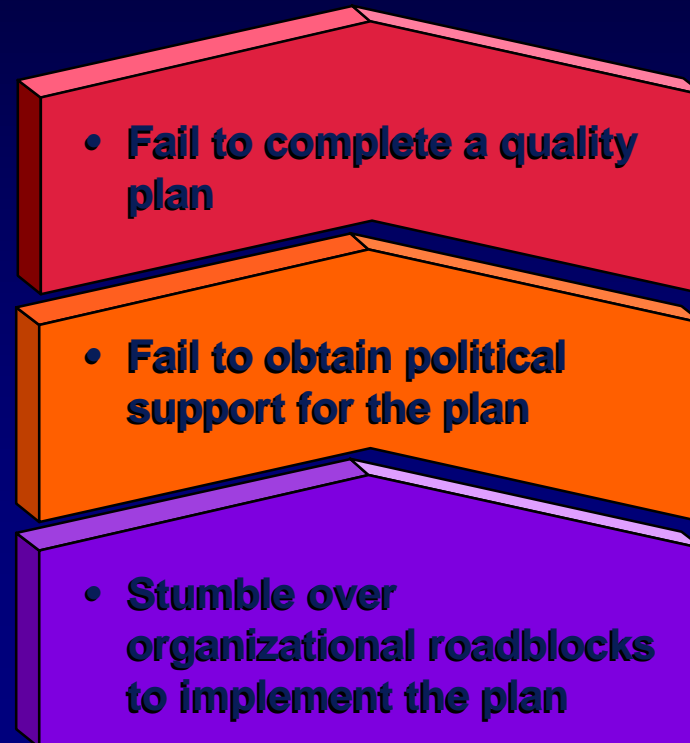 • Fail to complete a quality
plan
• Fail to obtain political
support for the plan
• Stumble over
organizational roadblocks
to implement the plan